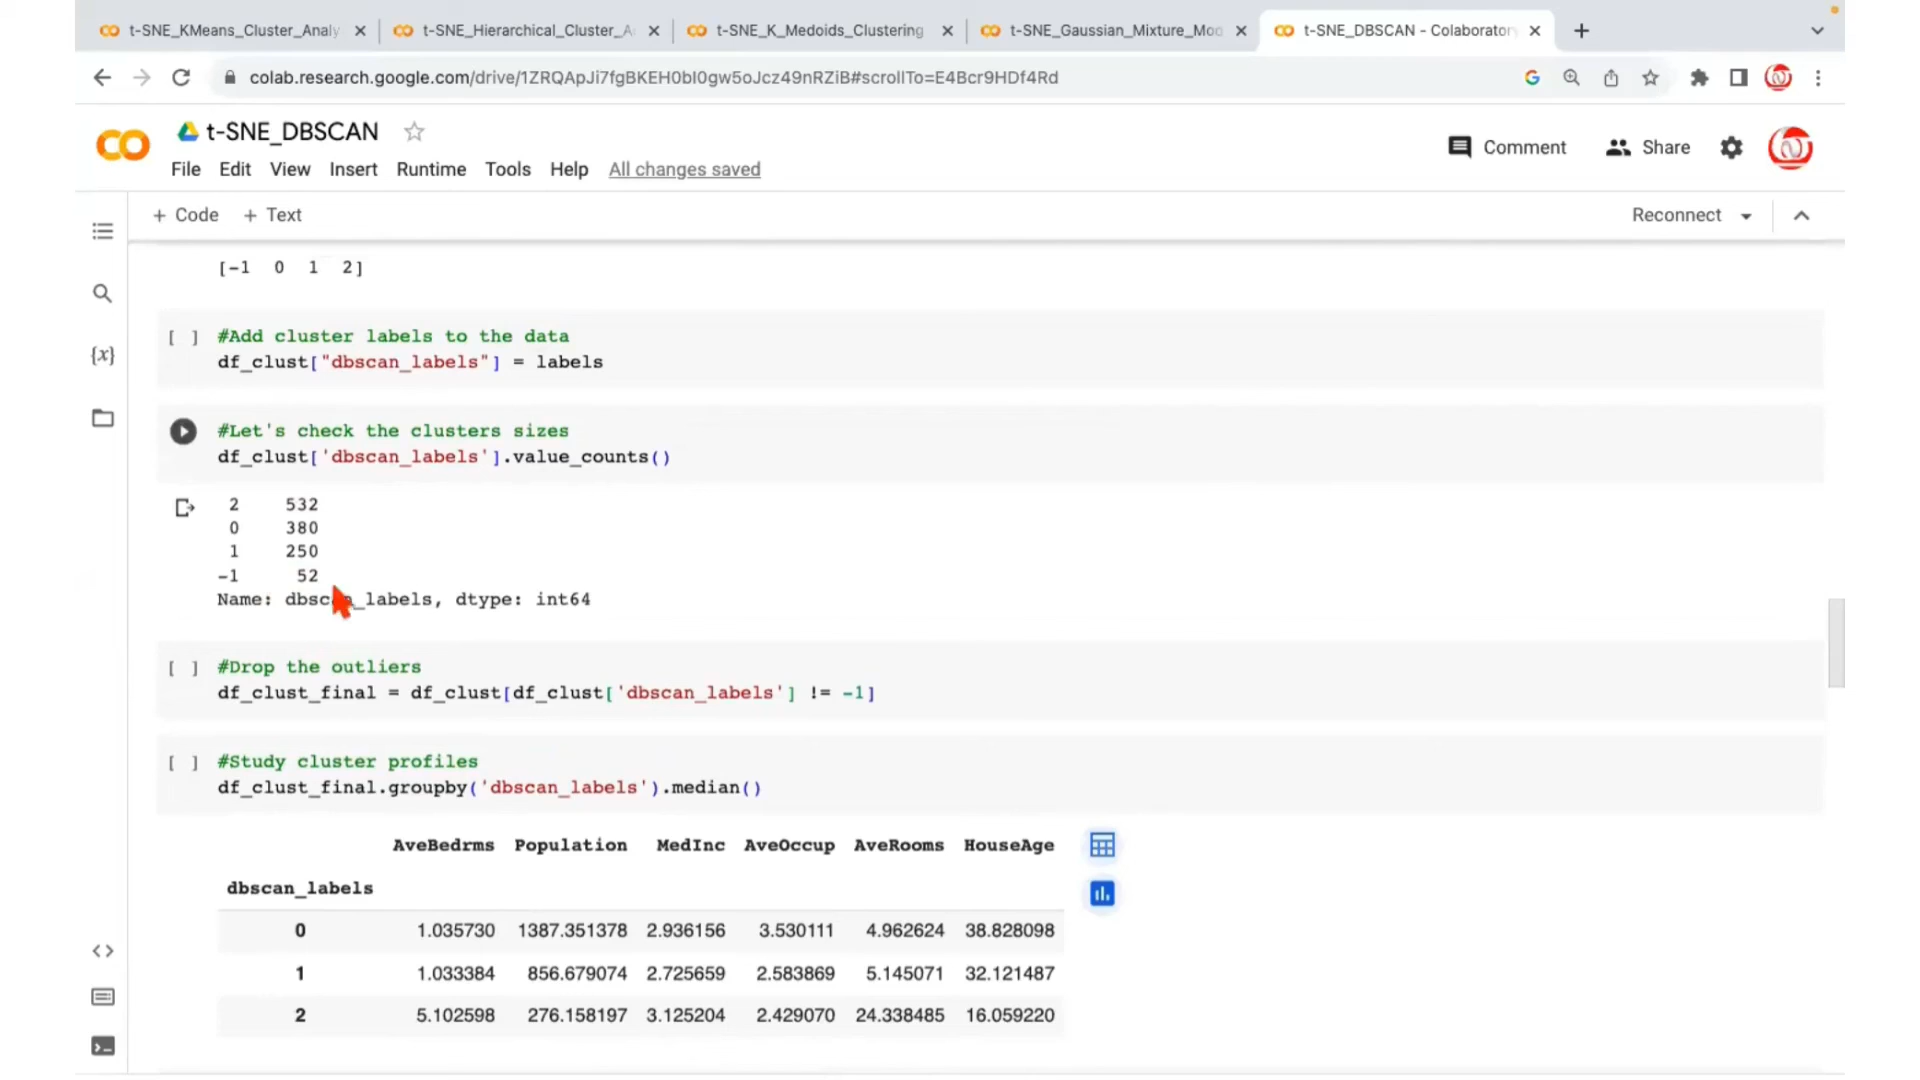 t-SNE_KMeans_Cluster_Analy t-SNE_Hierarchical_Cluster_A t-SNE_K_Medoids_Clustering t-SNE_Gaussian_Mixture_Moo t-SNE_DBSCAN - Colaboratory
colab.research.google.com/drive/1ZRQApJi7fgBKEH0bI0gw5oJcz49nRZiB#scrollTo=E4Bcr9HDf4Rd
t-SNE_DBSCAN
Comment Share
File Edit View Insert Runtime Tools Help All changes saved
+ Code + Text Reconnect
[-1 0 1 2]
[ ] #Add cluster labels to the data
df_clust["dbscan_labels"] = labels
#Let's check the clusters sizes
df_clust['dbscan_labels'].value_counts()
2 532
0 380
1 250
-1 52
Name: dbscan_labels, dtype: int64
[ ] #Drop the outliers
df_clust_final = df_clust[df_clust['dbscan_labels'] != -1]
[ ] #Study cluster profiles
df_clust_final.groupby('dbscan_labels').median()
AveBedrms Population MedInc AveOccup AveRooms HouseAge
dbscan_labels
0 1.035730 1387.351378 2.936156 3.530111 4.962624 38.828098
1 1.033384 856.679074 2.725659 2.583869 5.145071 32.121487
2 5.102598 276.158197 3.125204 2.429070 24.338485 16.059220